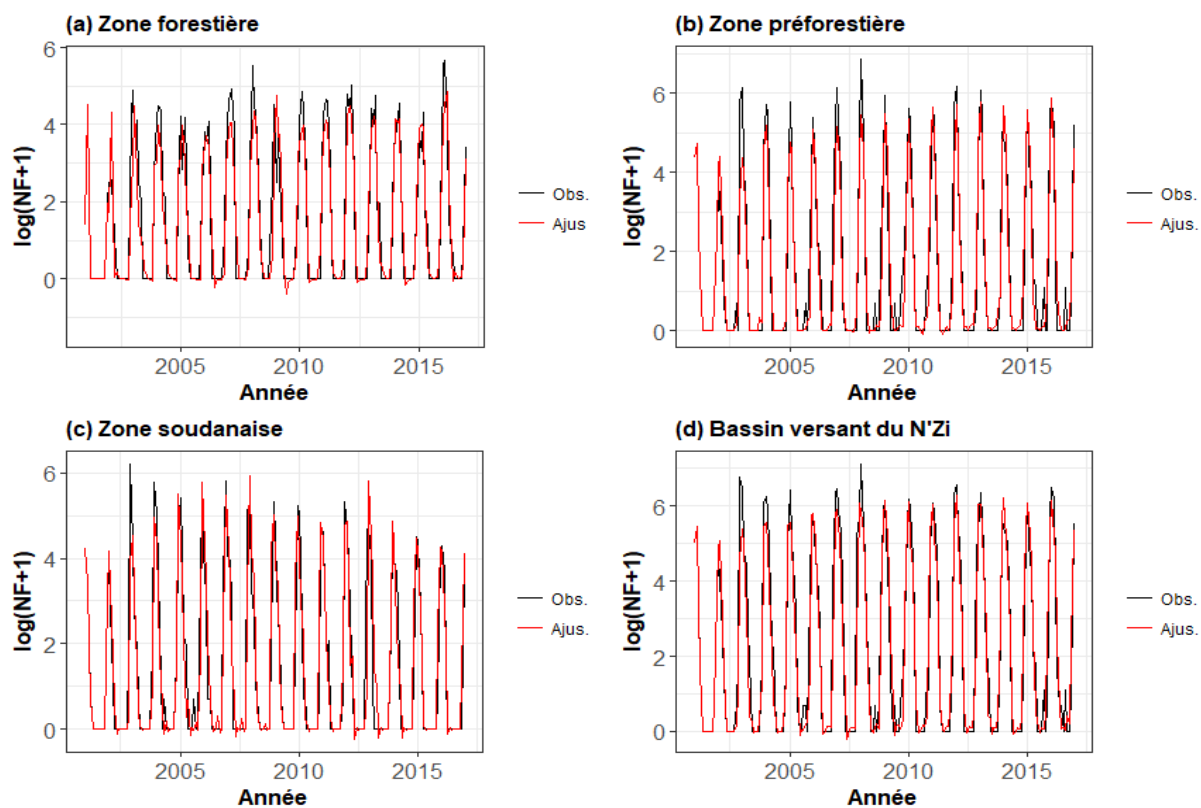 (a) Zone forestière
6
4
2
0
log(NF+1)
2005 2010 2015
Année
Obs.
Ajus
(b) Zone préforestière
6
4
2
0
log(NF+1)
2005 2010 2015
Année
Obs.
Ajus.
(c) Zone soudanaise
6
4
2
0
log(NF+1)
2005 2010 2015
Année
Obs.
Ajus.
(d) Bassin versant du N'Zi
6
4
2
0
log(NF+1)
2005 2010 2015
Année
Obs.
Ajus.